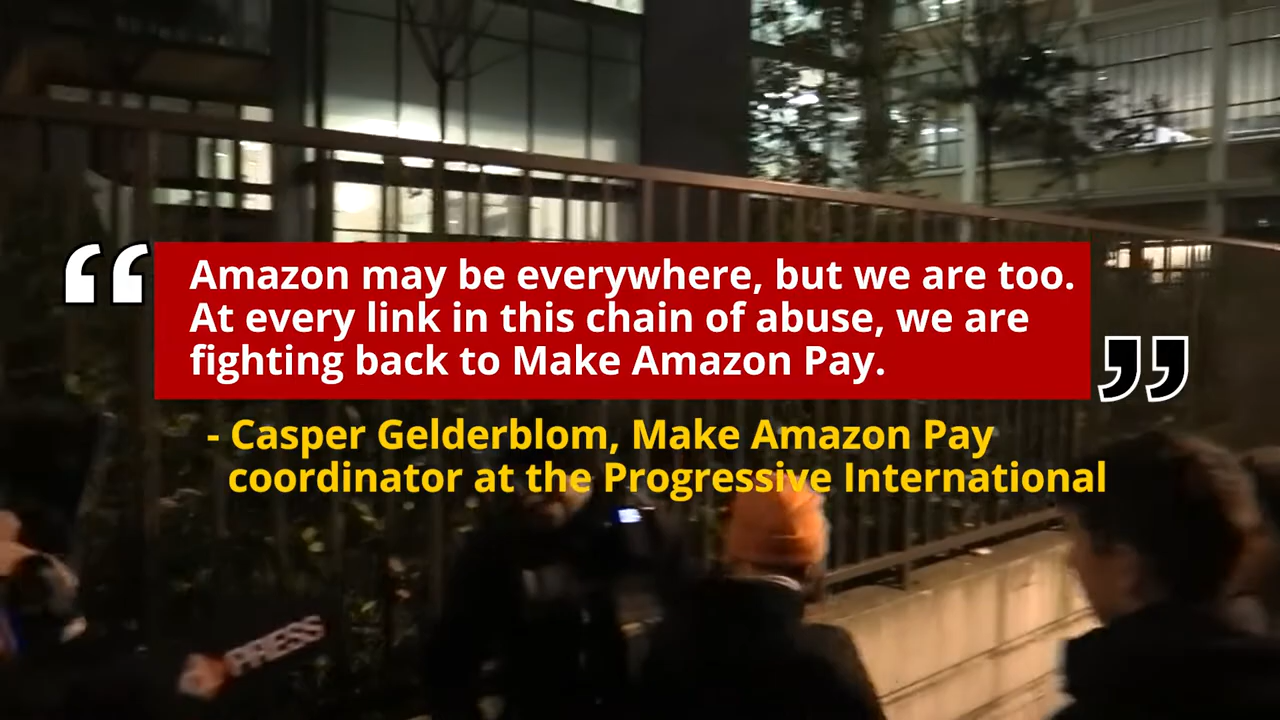 “
Amazon may be everywhere, but we are too.
At every link in this chain of abuse, we are
fighting back to Make Amazon Pay.
”
- Casper Gelderblom, Make Amazon Pay
coordinator at the Progressive International
PRESS